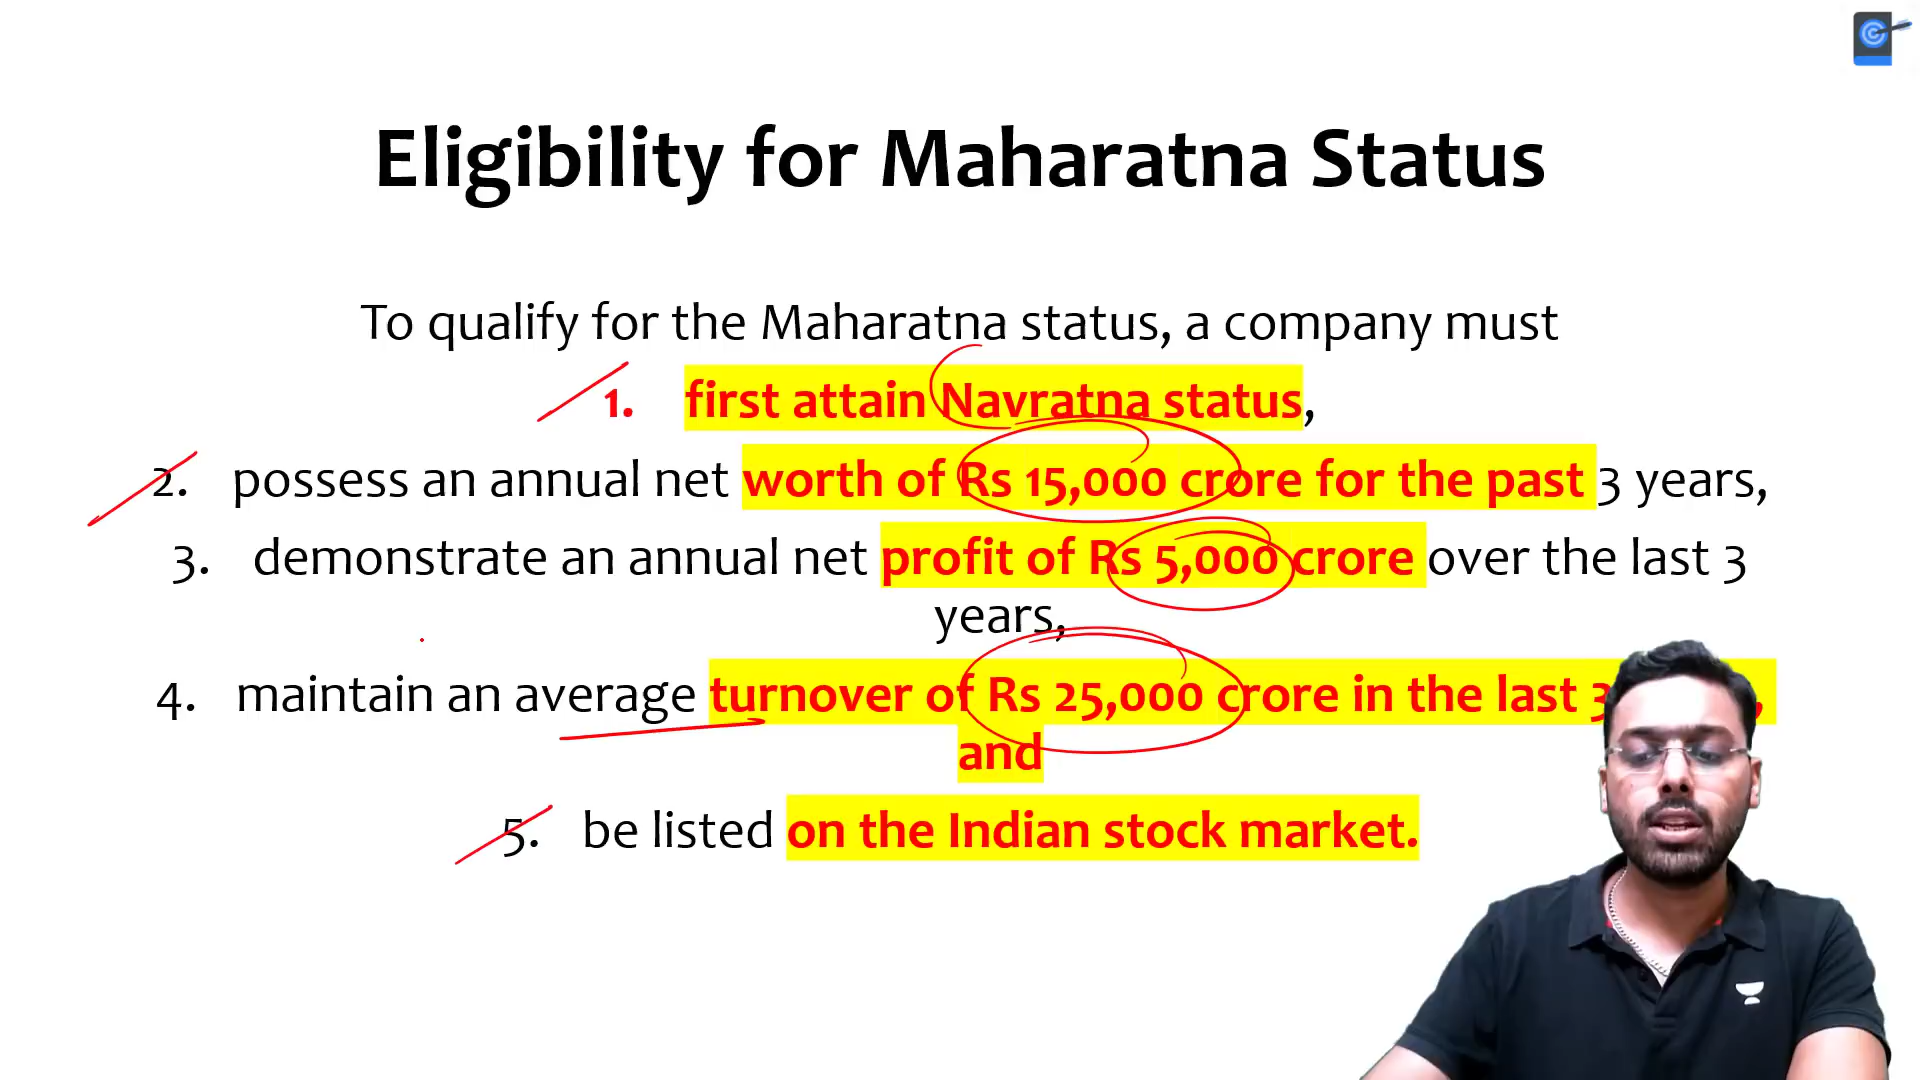 Eligibility for Maharatna Status
To qualify for the Maharatna status, a company must
1. first attain Navratna status,
2. possess an annual net worth of Rs 15,000 crore for the past 3 years,
3. demonstrate an annual net profit of Rs 5,000 crore over the last 3
years,
4. maintain an average turnover of Rs 25,000 crore in the last 3
and
5. be listed on the Indian stock market.